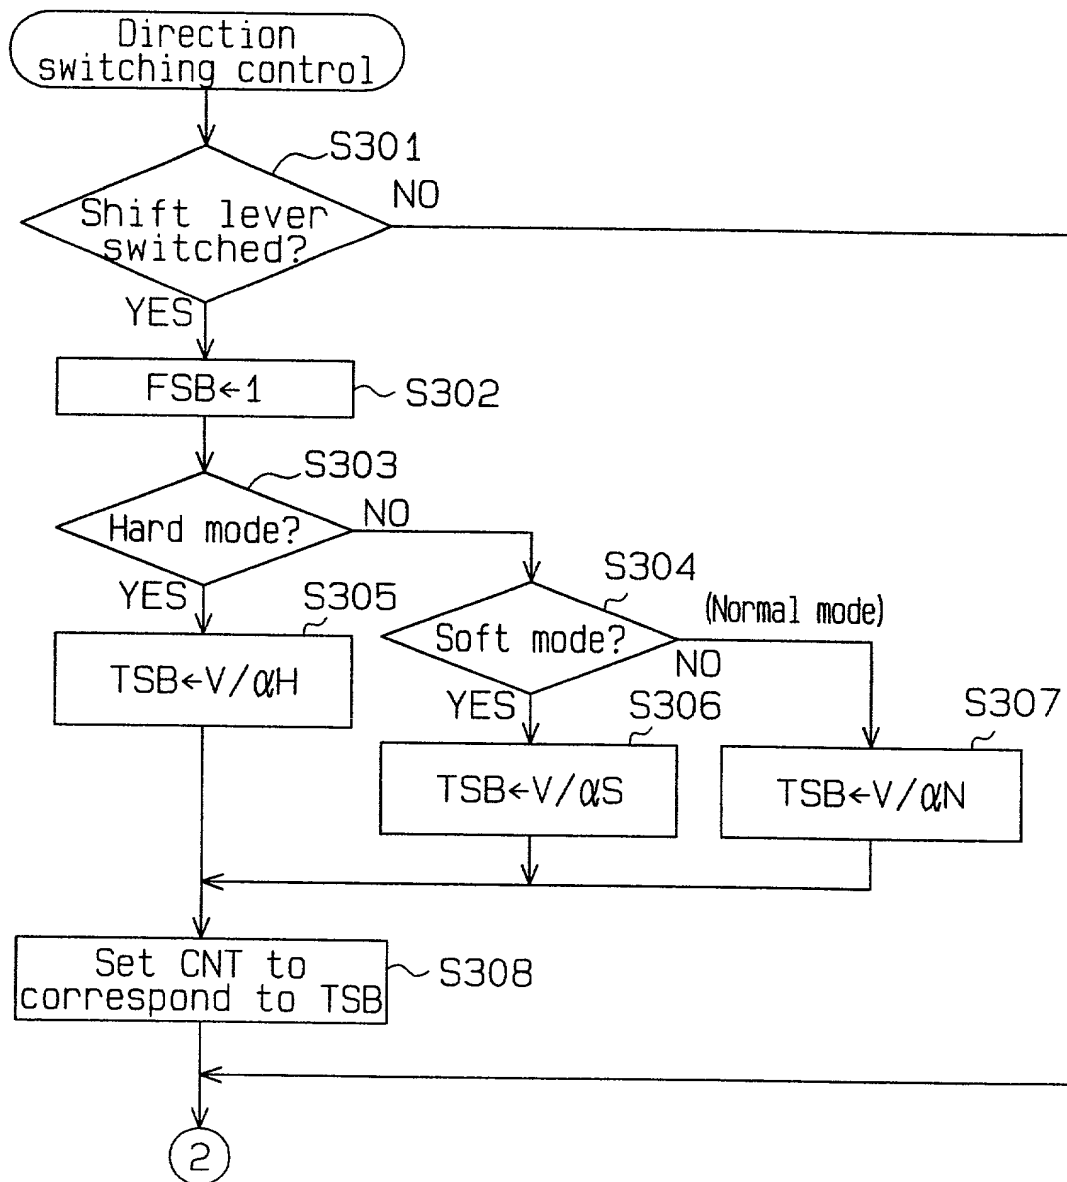 Direction
switching control
S301
NO
Shift lever
switched?
YES
FSB←1
S302
S303
Hard mode?
NO
YES
S304
S305
Soft mode?
(Normal mode)
NO
TSB←V/αH
YES
S306
S307
TSB←V/αS
TSB←V/αN
Set CNT to
correspond to TSB
S308
2